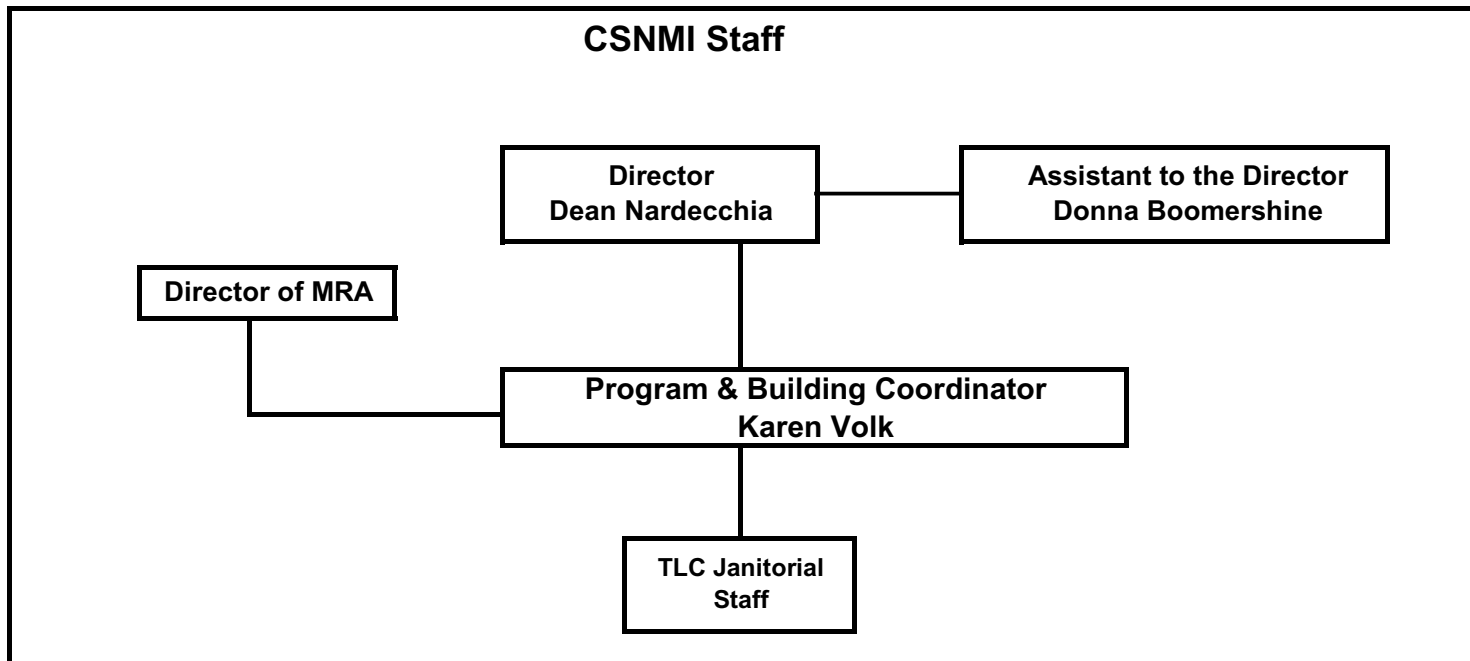 CSNMI Staff
Director
Dean Nardecchia
Assistant to the Director
Donna Boomershine
Director of MRA
Program & Building Coordinator
Karen Volk
TLC Janitorial
Staff